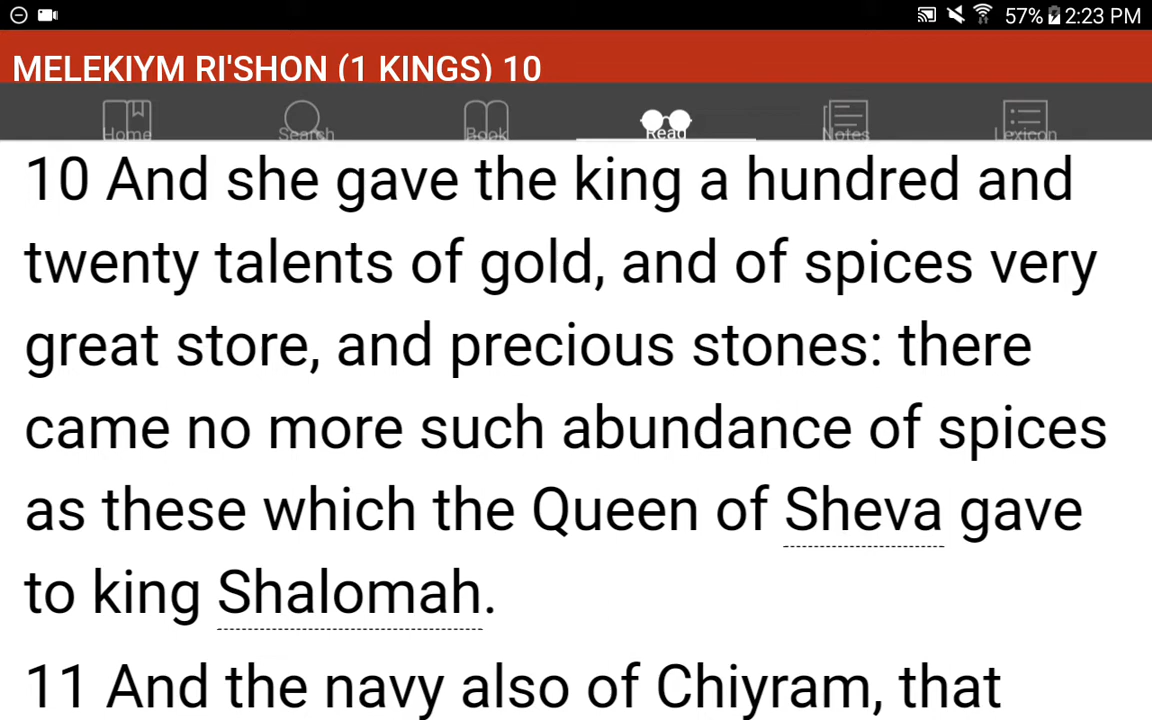 57% 2:23 PM
MELEKIYM RI'SHON (1 KINGS) 10
Home Search Book Read Notes Lexicon
10 And she gave the king a hundred and
twenty talents of gold, and of spices very
great store, and precious stones: there
came no more such abundance of spices
as these which the Queen of Sheva gave
to king Shalomah.
11 And the navy also of Chiyram, that